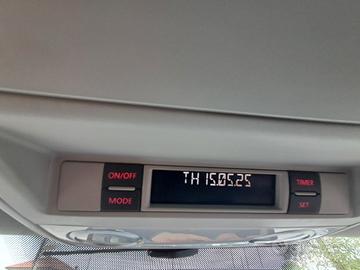 ON/OFF
MODE
TH 15.05.25
TIMER
SET